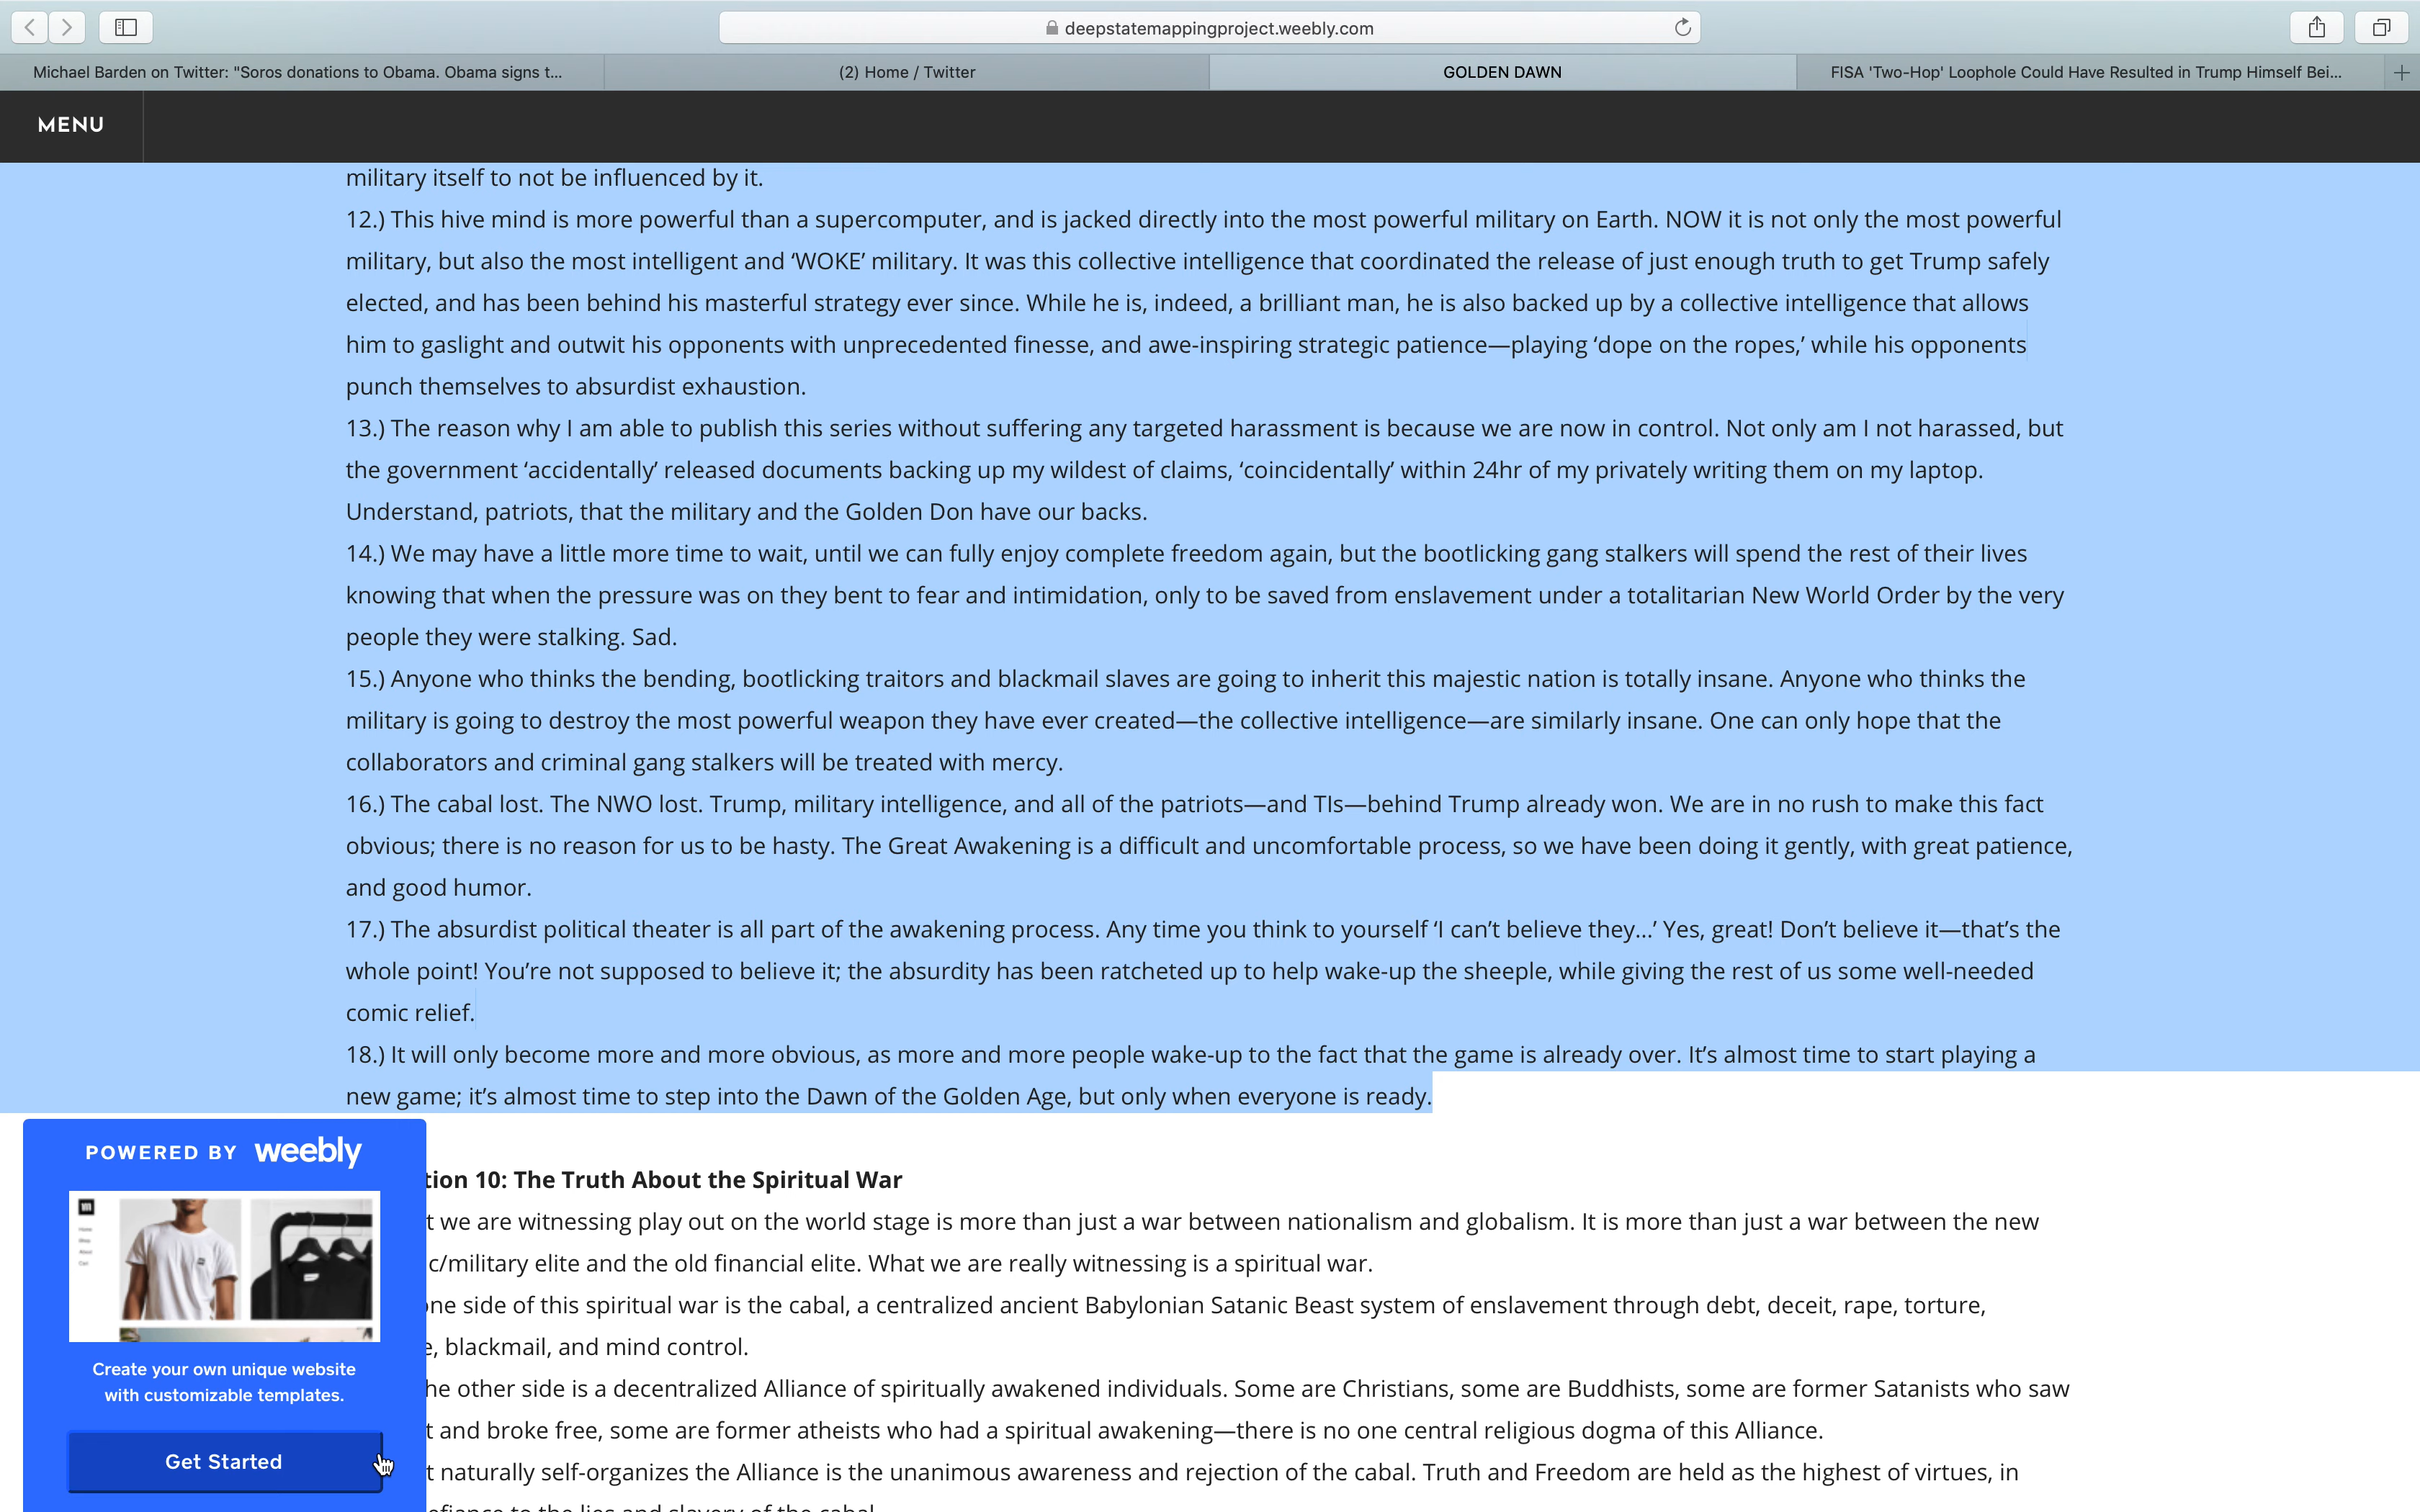 deepstatemappingproject.weebly.com
Michael Barden on Twitter: "Soros donations to Obama. Obama signs t...
(2) Home / Twitter
GOLDEN DAWN
FISA 'Two-Hop' Loophole Could Have Resulted in Trump Himself Bei...
MENU
military itself to not be influenced by it.
12.) This hive mind is more powerful than a supercomputer, and is jacked directly into the most powerful military on Earth. NOW it is not only the most powerful
military, but also the most intelligent and ‘WOKE’ military. It was this collective intelligence that coordinated the release of just enough truth to get Trump safely
elected, and has been behind his masterful strategy ever since. While he is, indeed, a brilliant man, he is also backed up by a collective intelligence that allows
him to gaslight and outwit his opponents with unprecedented finesse, and awe-inspiring strategic patience—playing ‘dope on the ropes,’ while his opponents
punch themselves to absurdist exhaustion.
13.) The reason why I am able to publish this series without suffering any targeted harassment is because we are now in control. Not only am I not harassed, but
the government ‘accidentally’ released documents backing up my wildest of claims, ‘coincidentally’ within 24hr of my privately writing them on my laptop.
Understand, patriots, that the military and the Golden Don have our backs.
14.) We may have a little more time to wait, until we can fully enjoy complete freedom again, but the bootlicking gang stalkers will spend the rest of their lives
knowing that when the pressure was on they bent to fear and intimidation, only to be saved from enslavement under a totalitarian New World Order by the very
people they were stalking. Sad.
15.) Anyone who thinks the bending, bootlicking traitors and blackmail slaves are going to inherit this majestic nation is totally insane. Anyone who thinks the
military is going to destroy the most powerful weapon they have ever created—the collective intelligence—are similarly insane. One can only hope that the
collaborators and criminal gang stalkers will be treated with mercy.
16.) The cabal lost. The NWO lost. Trump, military intelligence, and all of the patriots—and TIs—behind Trump already won. We are in no rush to make this fact
obvious; there is no reason for us to be hasty. The Great Awakening is a difficult and uncomfortable process, so we have been doing it gently, with great patience,
and good humor.
17.) The absurdist political theater is all part of the awakening process. Any time you think to yourself ‘I can’t believe they...’ Yes, great! Don’t believe it—that’s the
whole point! You’re not supposed to believe it; the absurdity has been ratcheted up to help wake-up the sheeple, while giving the rest of us some well-needed
comic relief.
18.) It will only become more and more obvious, as more and more people wake-up to the fact that the game is already over. It’s almost time to start playing a
new game; it’s almost time to step into the Dawn of the Golden Age, but only when everyone is ready.
tion 10: The Truth About the Spiritual War
t we are witnessing play out on the world stage is more than just a war between nationalism and globalism. It is more than just a war between the new
c/military elite and the old financial elite. What we are really witnessing is a spiritual war.
one side of this spiritual war is the cabal, a centralized ancient Babylonian Satanic Beast system of enslavement through debt, deceit, rape, torture,
e, blackmail, and mind control.
he other side is a decentralized Alliance of spiritually awakened individuals. Some are Christians, some are Buddhists, some are former Satanists who saw
t and broke free, some are former atheists who had a spiritual awakening—there is no one central religious dogma of this Alliance.
t naturally self-organizes the Alliance is the unanimous awareness and rejection of the cabal. Truth and Freedom are held as the highest of virtues, in
efiance to the lies and slavery of the cabal.
POWERED BY weebly
Create your own unique website
with customizable templates.
Get Started